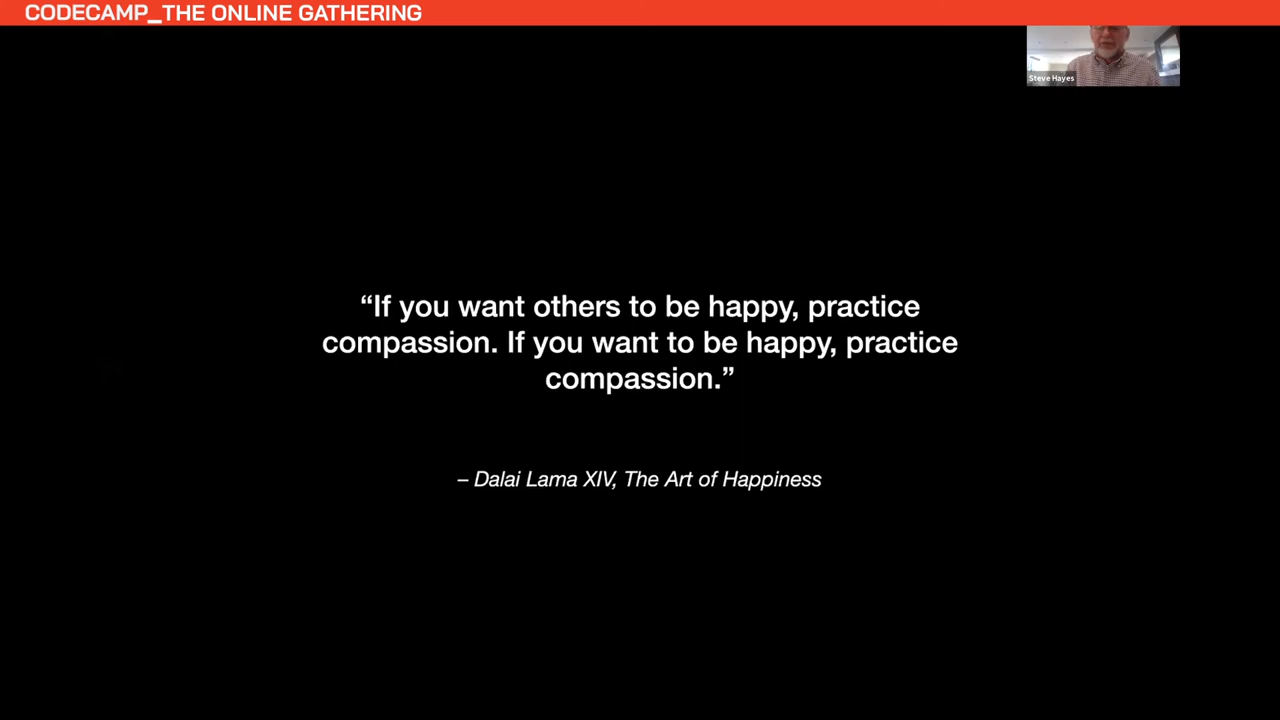 CODECAMP_THE ONLINE GATHERING
Steve Hayes
“If you want others to be happy, practice
compassion. If you want to be happy, practice
compassion.”
– Dalai Lama XIV, The Art of Happiness